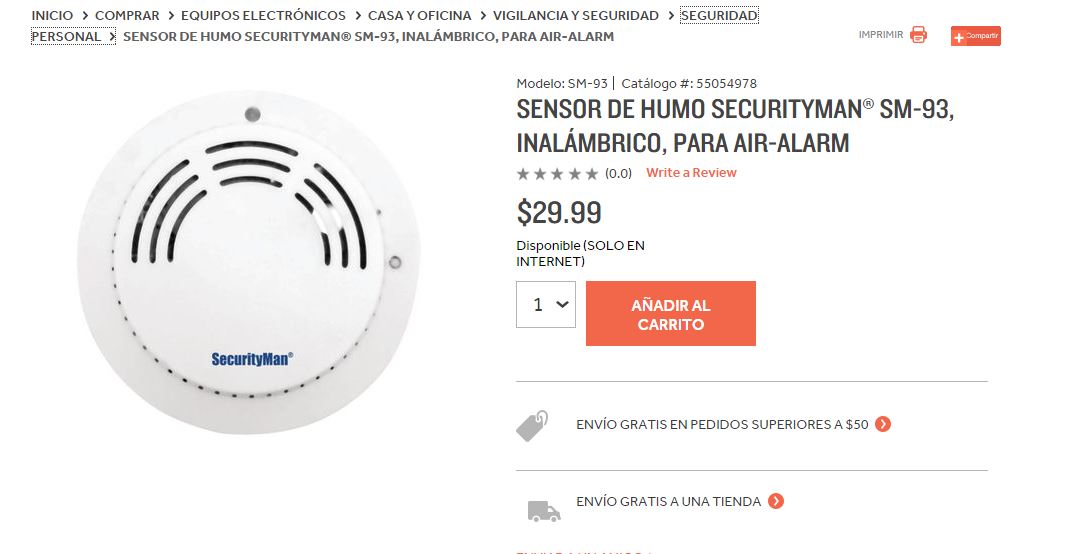 INICIO > COMPRAR > EQUIPOS ELECTRÓNICOS > CASA Y OFICINA > VIGILANCIA Y SEGURIDAD > SEGURIDAD
PERSONAL > SENSOR DE HUMO SECURITYMAN® SM-93, INALÁMBRICO, PARA AIR-ALARM
IMPRIMIR
Compartir
Modelo: SM-93 | Catálogo #: 55054978
SENSOR DE HUMO SECURITYMAN® SM-93,
INALÁMBRICO, PARA AIR-ALARM
(0.0) Write a Review
$29.99
Disponible (SOLO EN
INTERNET)
1
AÑADIR AL
CARRITO
SecurityMan®
ENVÍO GRATIS EN PEDIDOS SUPERIORES A $50
ENVÍO GRATIS A UNA TIENDA